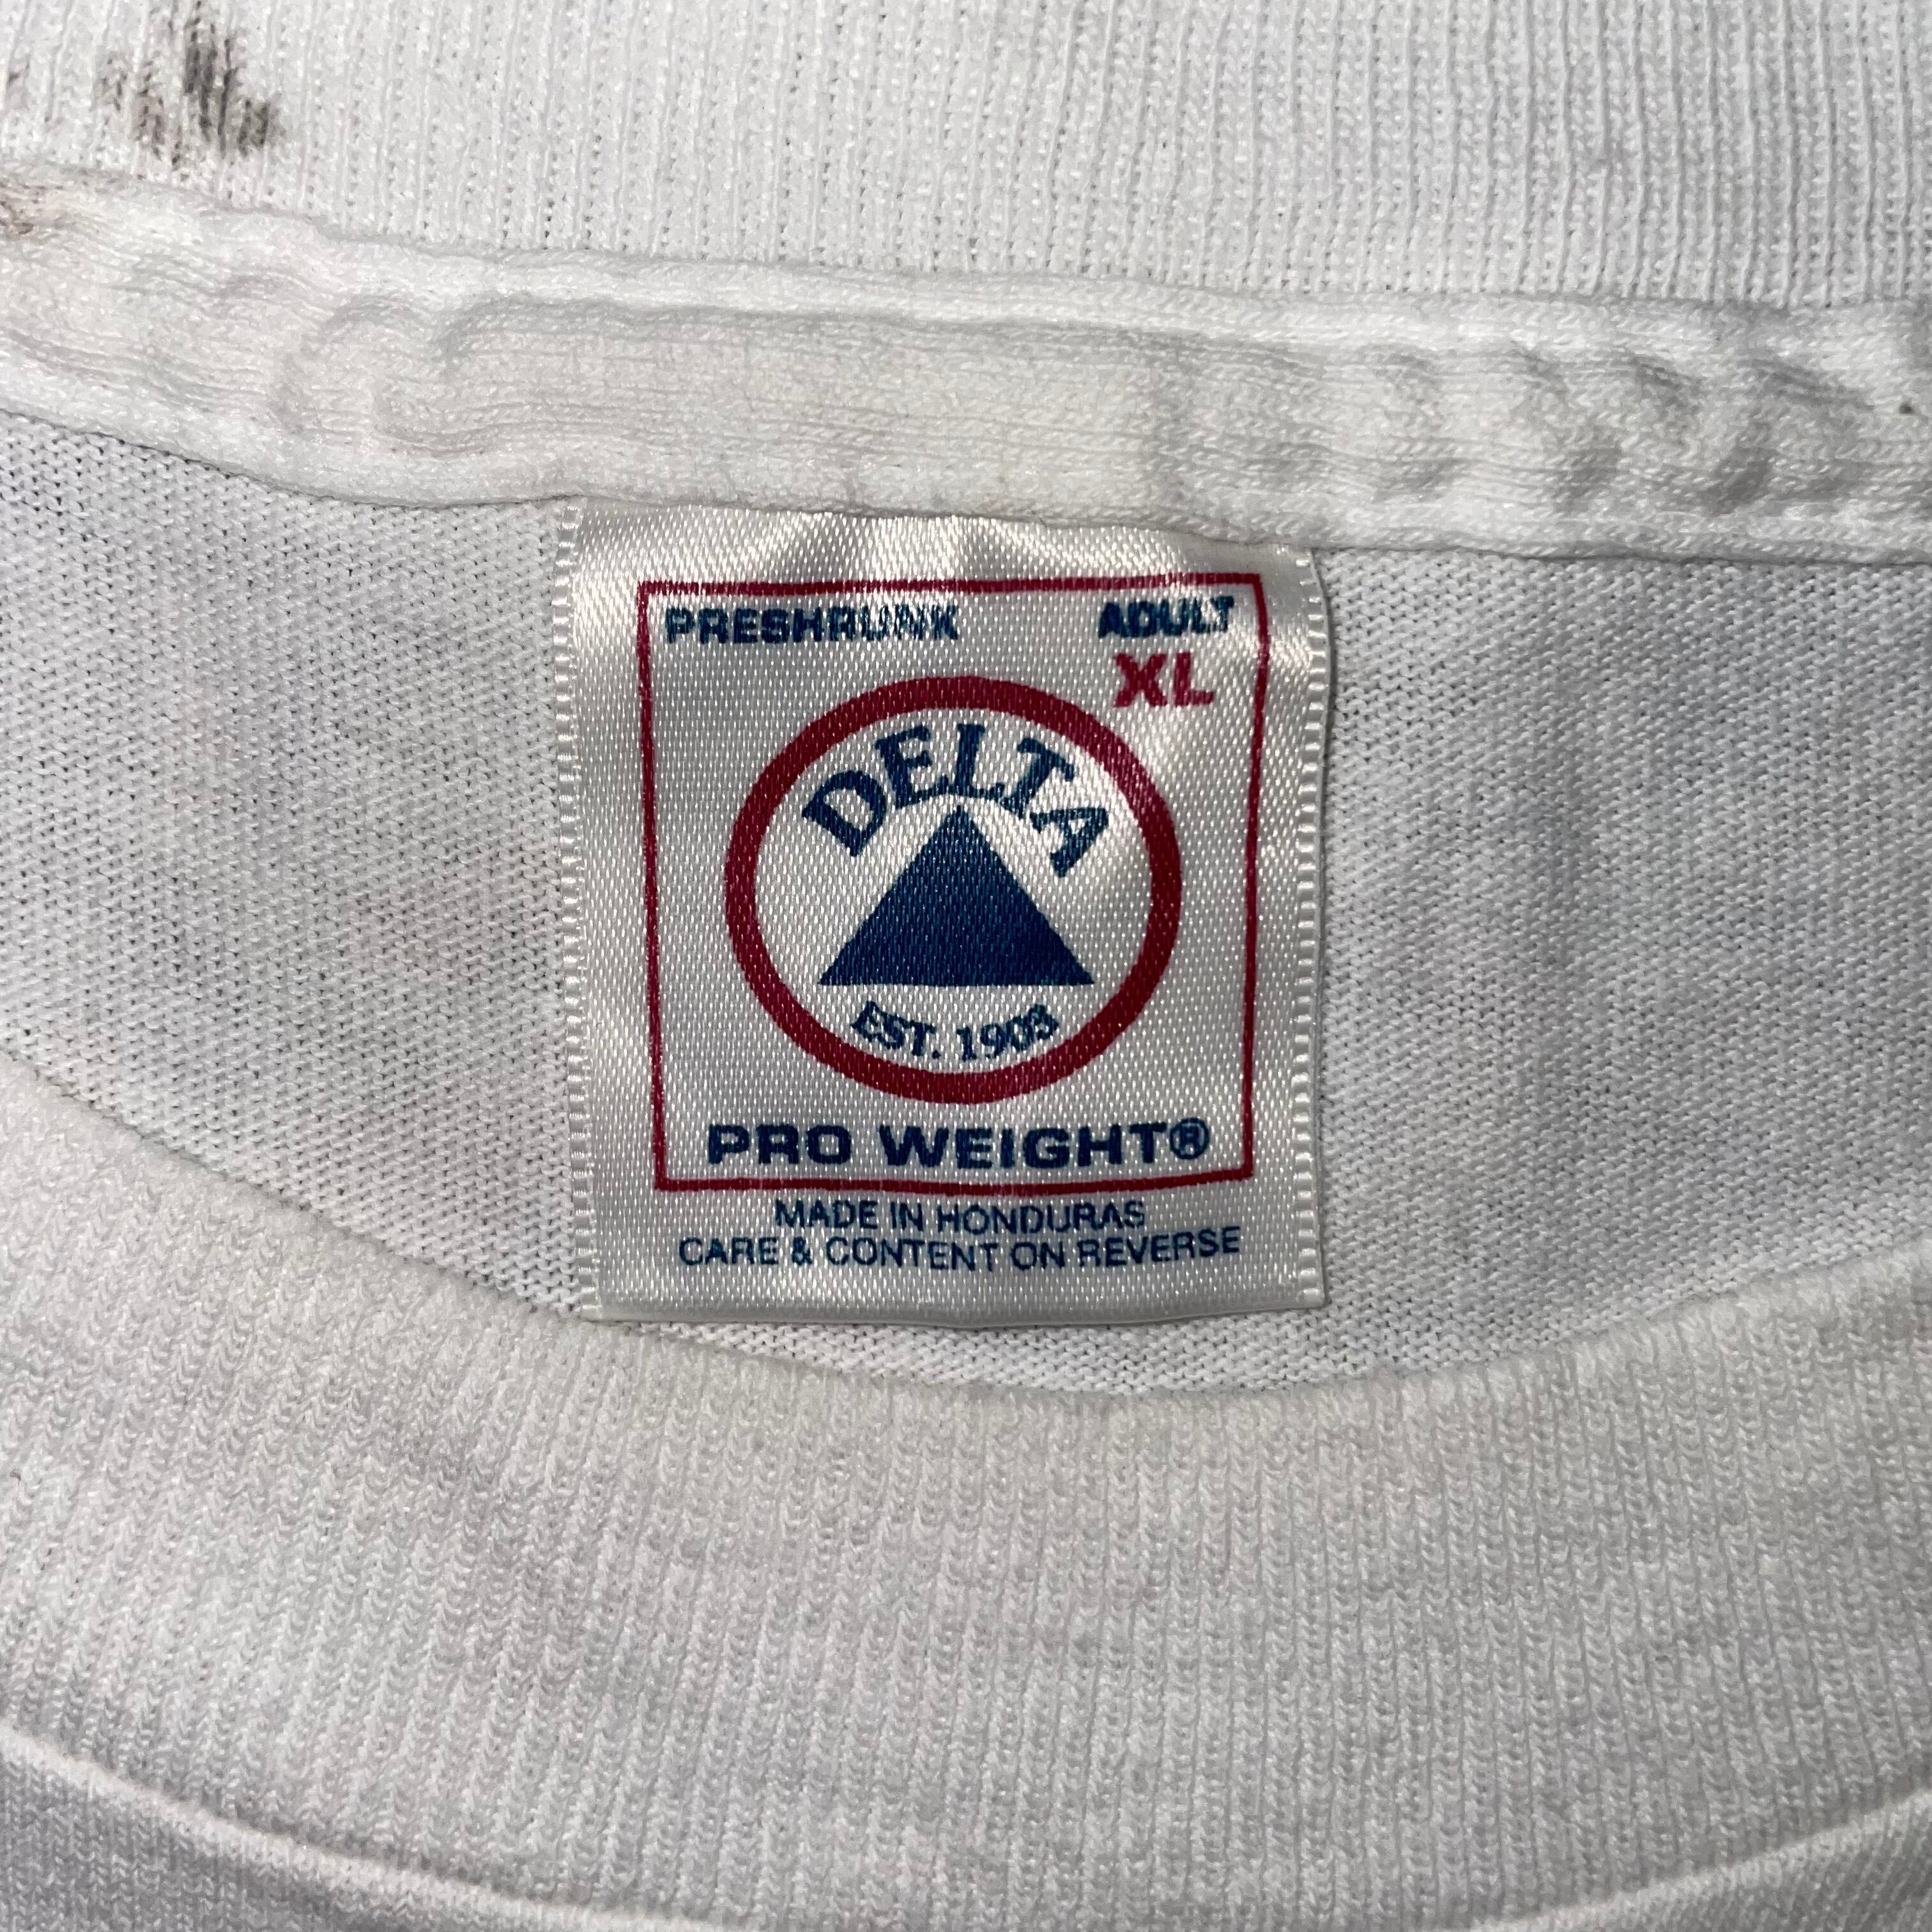 PRESHRUNK ADULT
XL
DELTA
EST. 1903
PRO WEIGHT®
MADE IN HONDURAS
CARE & CONTENT ON REVERSE